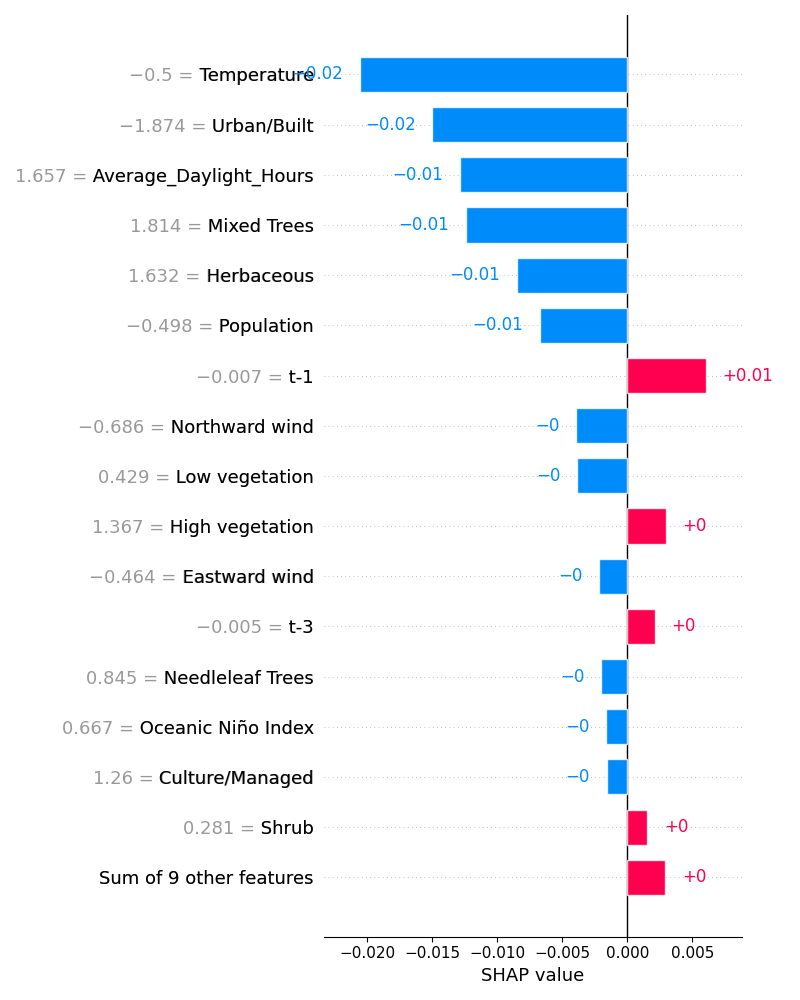 −0.5 = Temperature −0.02
−1.874 = Urban/Built −0.02
1.657 = Average_Daylight_Hours −0.01
1.814 = Mixed Trees −0.01
1.632 = Herbaceous −0.01
−0.498 = Population −0.01
−0.007 = t-1 +0.01
−0.686 = Northward wind −0
0.429 = Low vegetation −0
1.367 = High vegetation +0
−0.464 = Eastward wind −0
−0.005 = t-3 +0
0.845 = Needleleaf Trees −0
0.667 = Oceanic Niño Index −0
1.26 = Culture/Managed −0
0.281 = Shrub +0
Sum of 9 other features +0
−0.020 −0.015 −0.010 −0.005 0.000 0.005
SHAP value